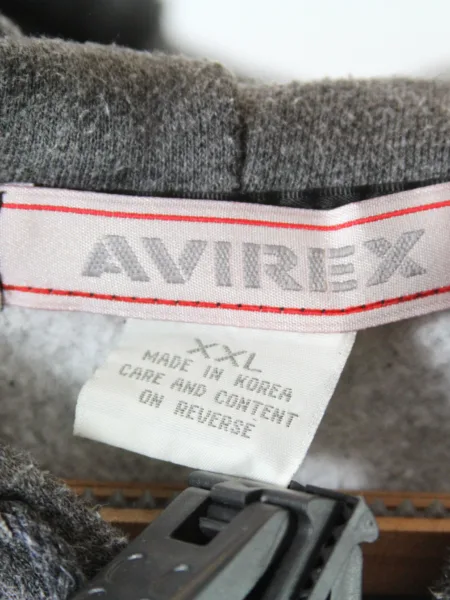 AVIREX
XXL
MADE IN KOREA
CARE AND CONTENT
ON REVERSE